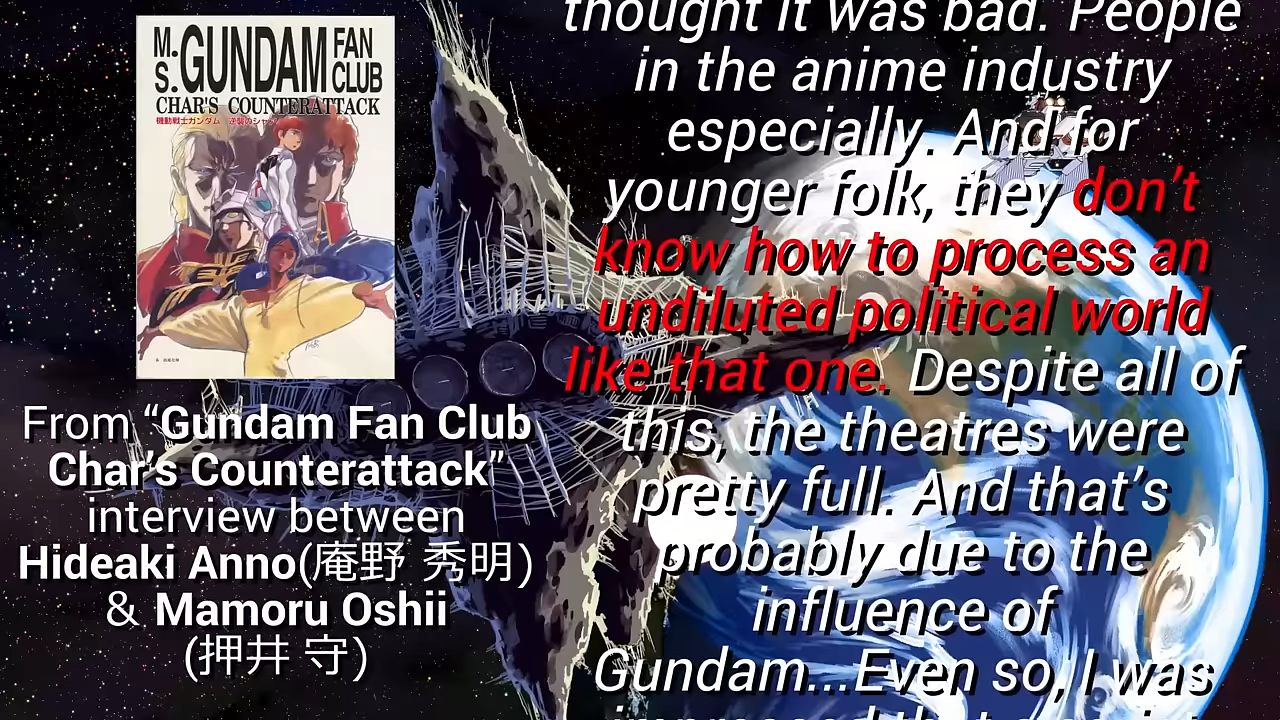 M.S. GUNDAM FAN CLUB
CHAR'S COUNTERATTACK
機動戦士ガンダム 逆襲のシャア
From “Gundam Fan Club
Char’s Counterattack”
interview between
Hideaki Anno(庵野 秀明)
& Mamoru Oshii
(押井 守)
thought it was bad. People
in the anime industry
especially. And for
younger folk, they don’t
know how to process an
undiluted political world
like that one. Despite all of
this, the theatres were
pretty full. And that’s
probably due to the
influence of
Gundam...Even so, I was